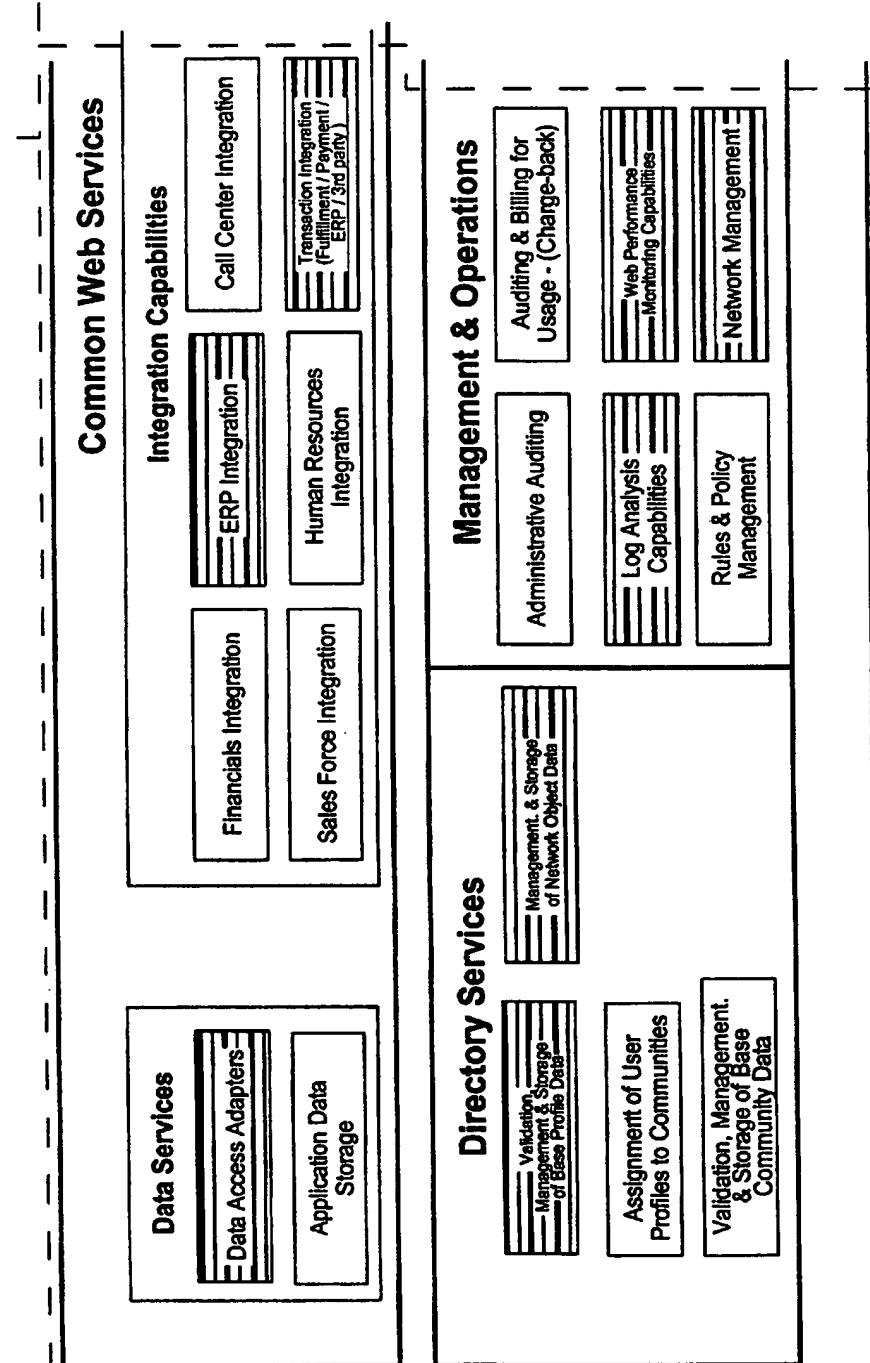 Common Web Services
Data Services
Data Access Adapters
Application Data
Storage
Integration Capabilities
Financials Integration
ERP Integration
Call Center Integration
Sales Force Integration
Human Resources
Integration
Transaction Integration
(Fulfillment / Payment /
ERP / 3rd party )
Directory Services
Validation,
Management & Storage
of Base Profile Data
Management. & Storage
of Network Object Data
Assignment of User
Profiles to Communities
Validation, Management.
& Storage of Base
Community Data
Management & Operations
Administrative Auditing
Auditing & Billing for
Usage - (Charge-back)
Log Analysis
Capabilities
Web Performance
Monitoring Capabilities
Rules & Policy
Management
Network Management